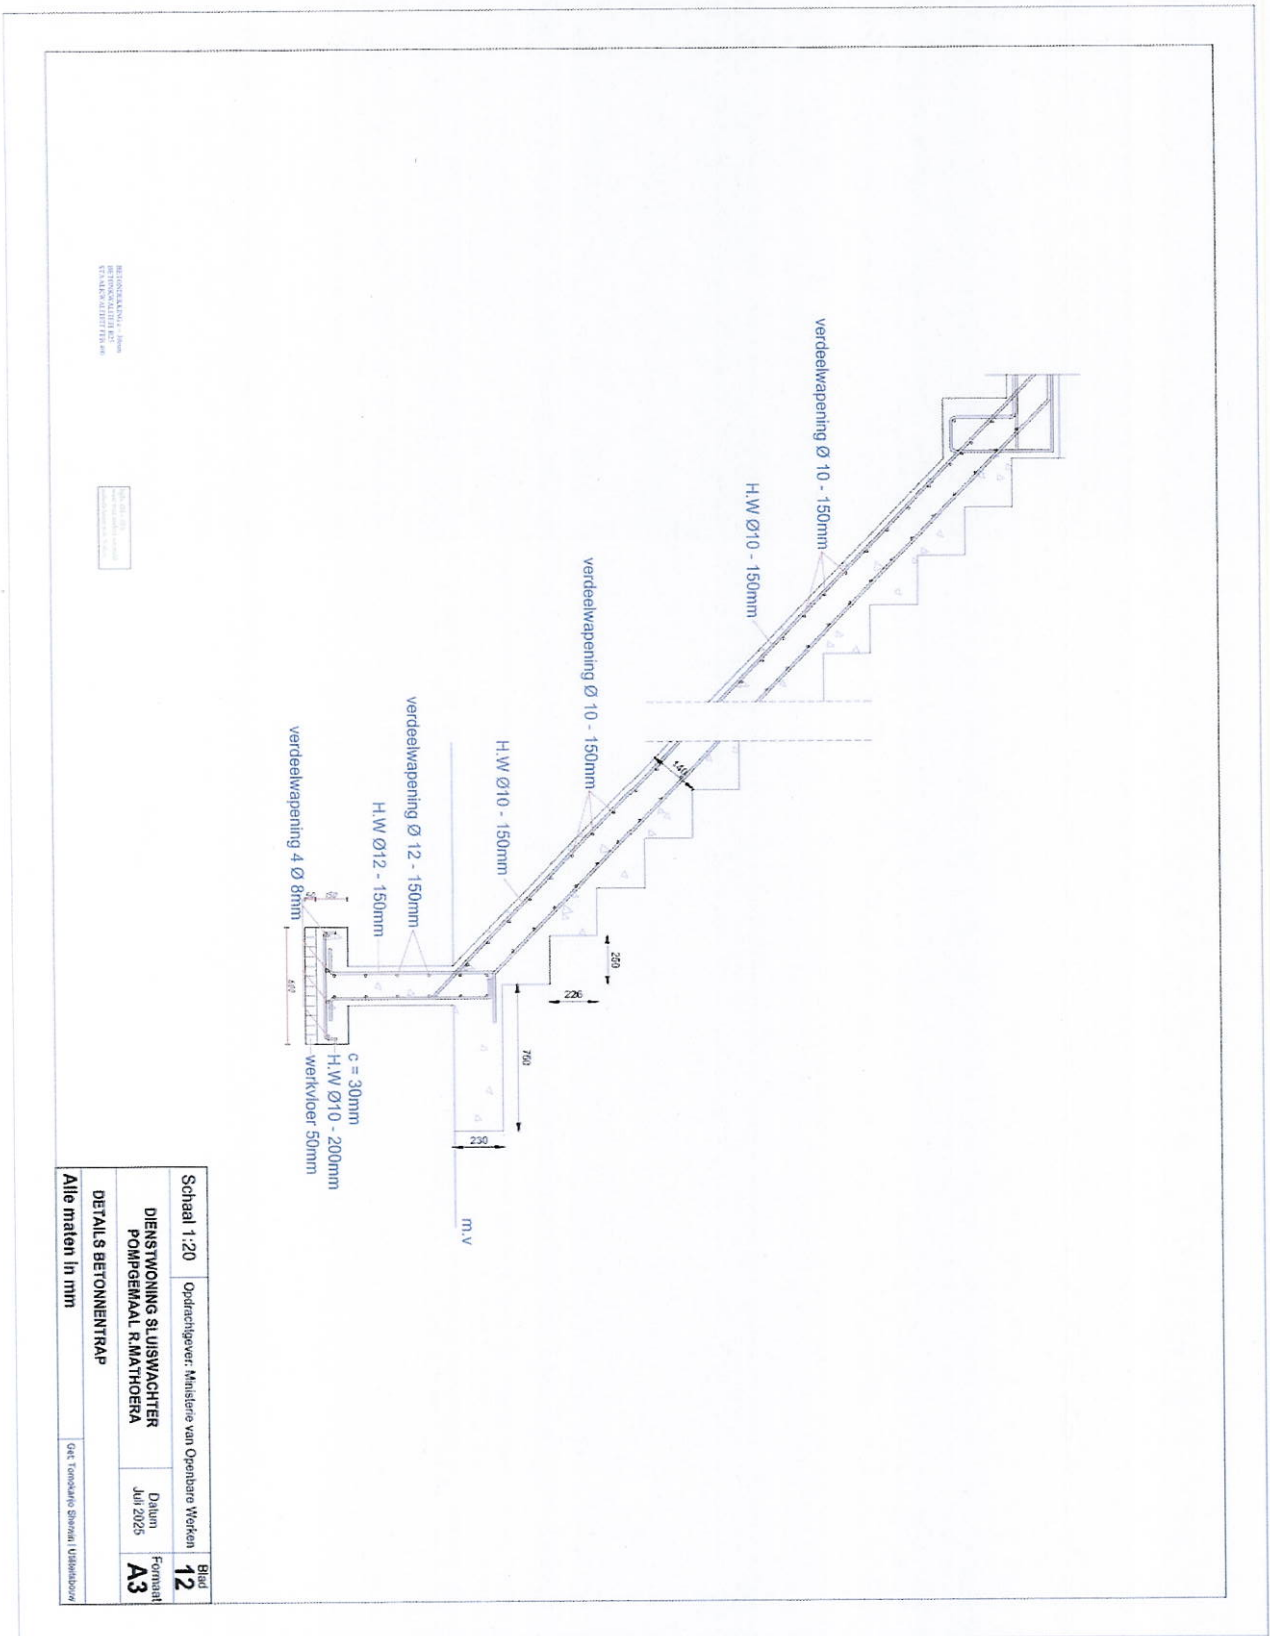 verdeelwapening Ø 10 - 150mm
H.W Ø10 - 150mm
verdeelwapening Ø 10 - 150mm
140
H.W Ø10 - 150mm
verdeelwapening Ø 12 - 150mm
H.W Ø12 - 150mm
verdeelwapening 4 Ø 8mm
250
226
750
230
m.v
c = 30mm
H.W Ø10 - 200mm
werkvloer 50mm
Schaal 1:20
Opdrachtgever: Ministerie van Openbare Werken
Blad
12
DIENSTWONING SLUISWACHTER
POMPGEMAAL R.MATHOERA
Datum
Juli 2025
Formaat
A3
DETAILS BETONNENTRAP
Alle maten in mm